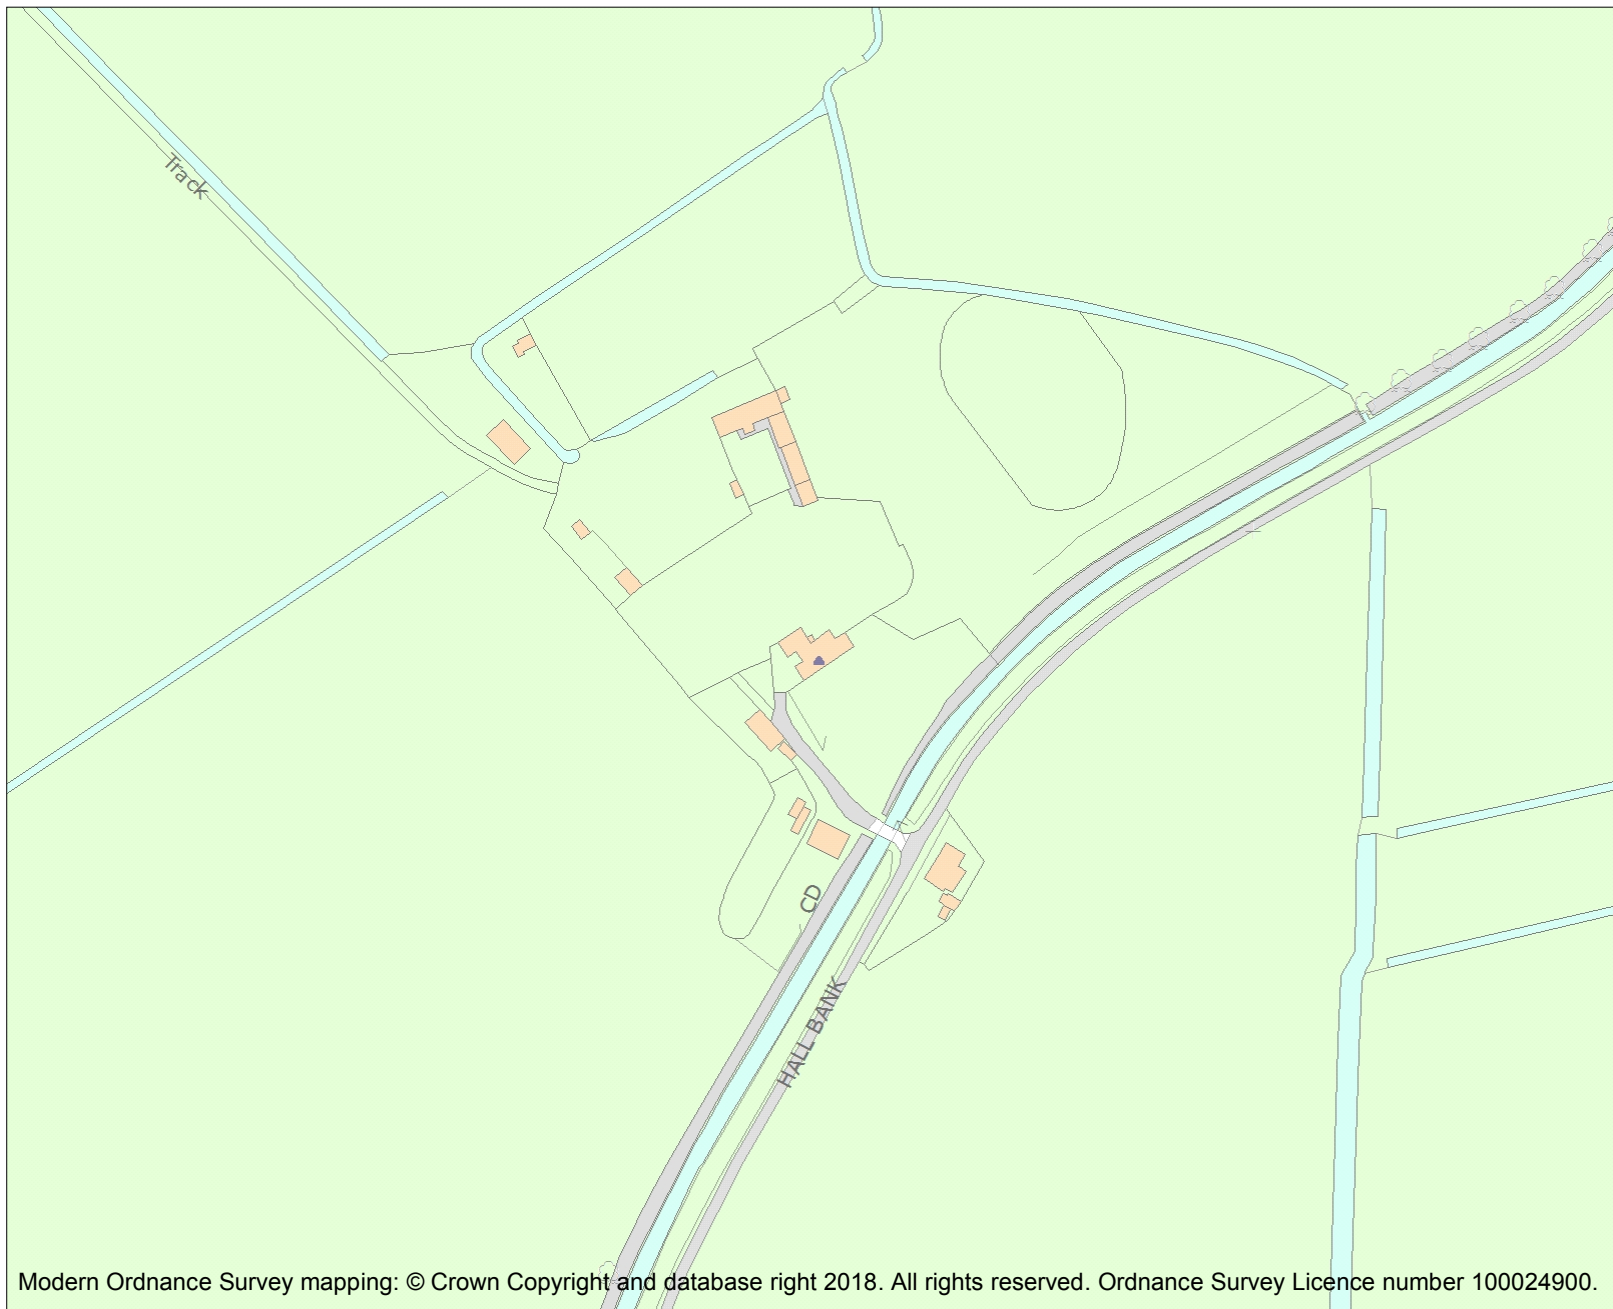 Track
CD
HALL BANK
Modern Ordnance Survey mapping: © Crown Copyright and database right 2018. All rights reserved. Ordnance Survey Licence number 100024900.